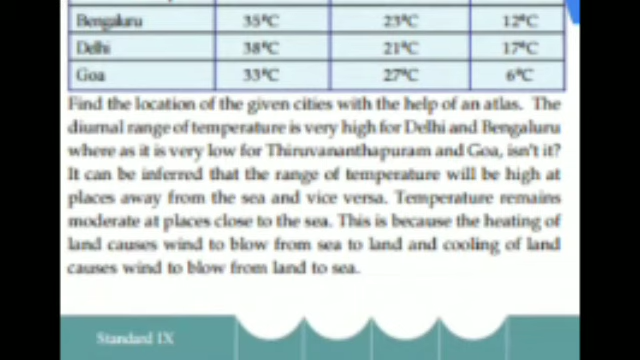 Bengaluru 35°C 23°C 12°C
Delhi 38°C 21°C 17°C
Goa 33°C 27°C 6°C
Find the location of the given cities with the help of an atlas. The
diurnal range of temperature is very high for Delhi and Bengaluru
where as it is very low for Thiruvananthapuram and Goa, isn't it?
It can be inferred that the range of temperature will be high at
places away from the sea and vice versa. Temperature remains
moderate at places close to the sea. This is because the heating of
land causes wind to blow from sea to land and cooling of land
causes wind to blow from land to sea.
Standard IX